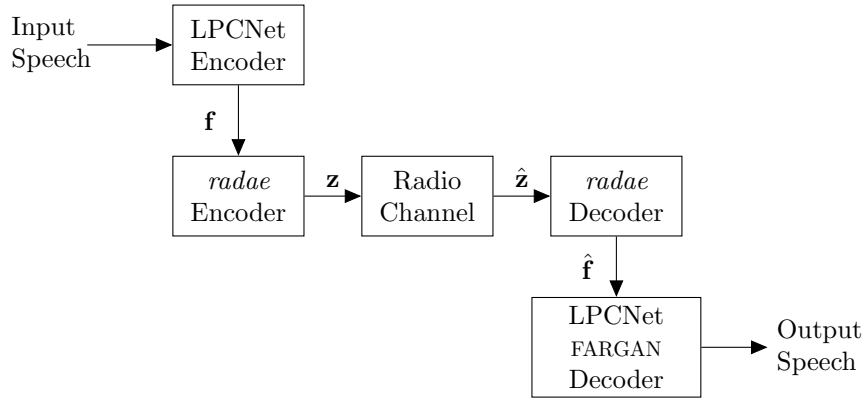 Input
Speech
LPCNet
Encoder
f
radae
Encoder
z
Radio
Channel
ẑ
radae
Decoder
f̂
LPCNet
FARGAN
Decoder
Output
Speech